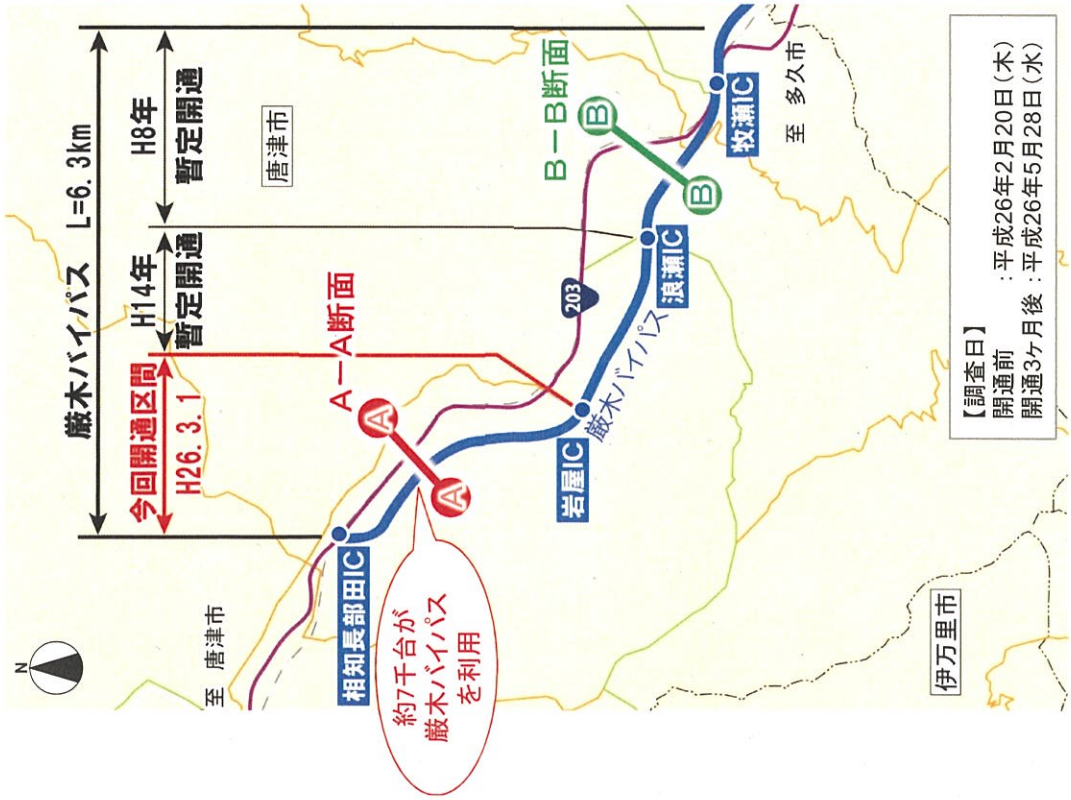 厳木バイパス L=6.3km
今回開通区間
H26.3.1
H14年
暫定開通
H8年
暫定開通
N
至 唐津市
唐津市
A－A断面
A
A
B－B断面
B
B
203
相知長部田IC
岩屋IC
厳木バイパス
浪瀬IC
牧瀬IC
至 多久市
約7千台が
厳木バイパス
を利用
伊万里市
【調査日】
開通前 :平成26年2月20日(木)
開通3ヶ月後:平成26年5月28日(水)